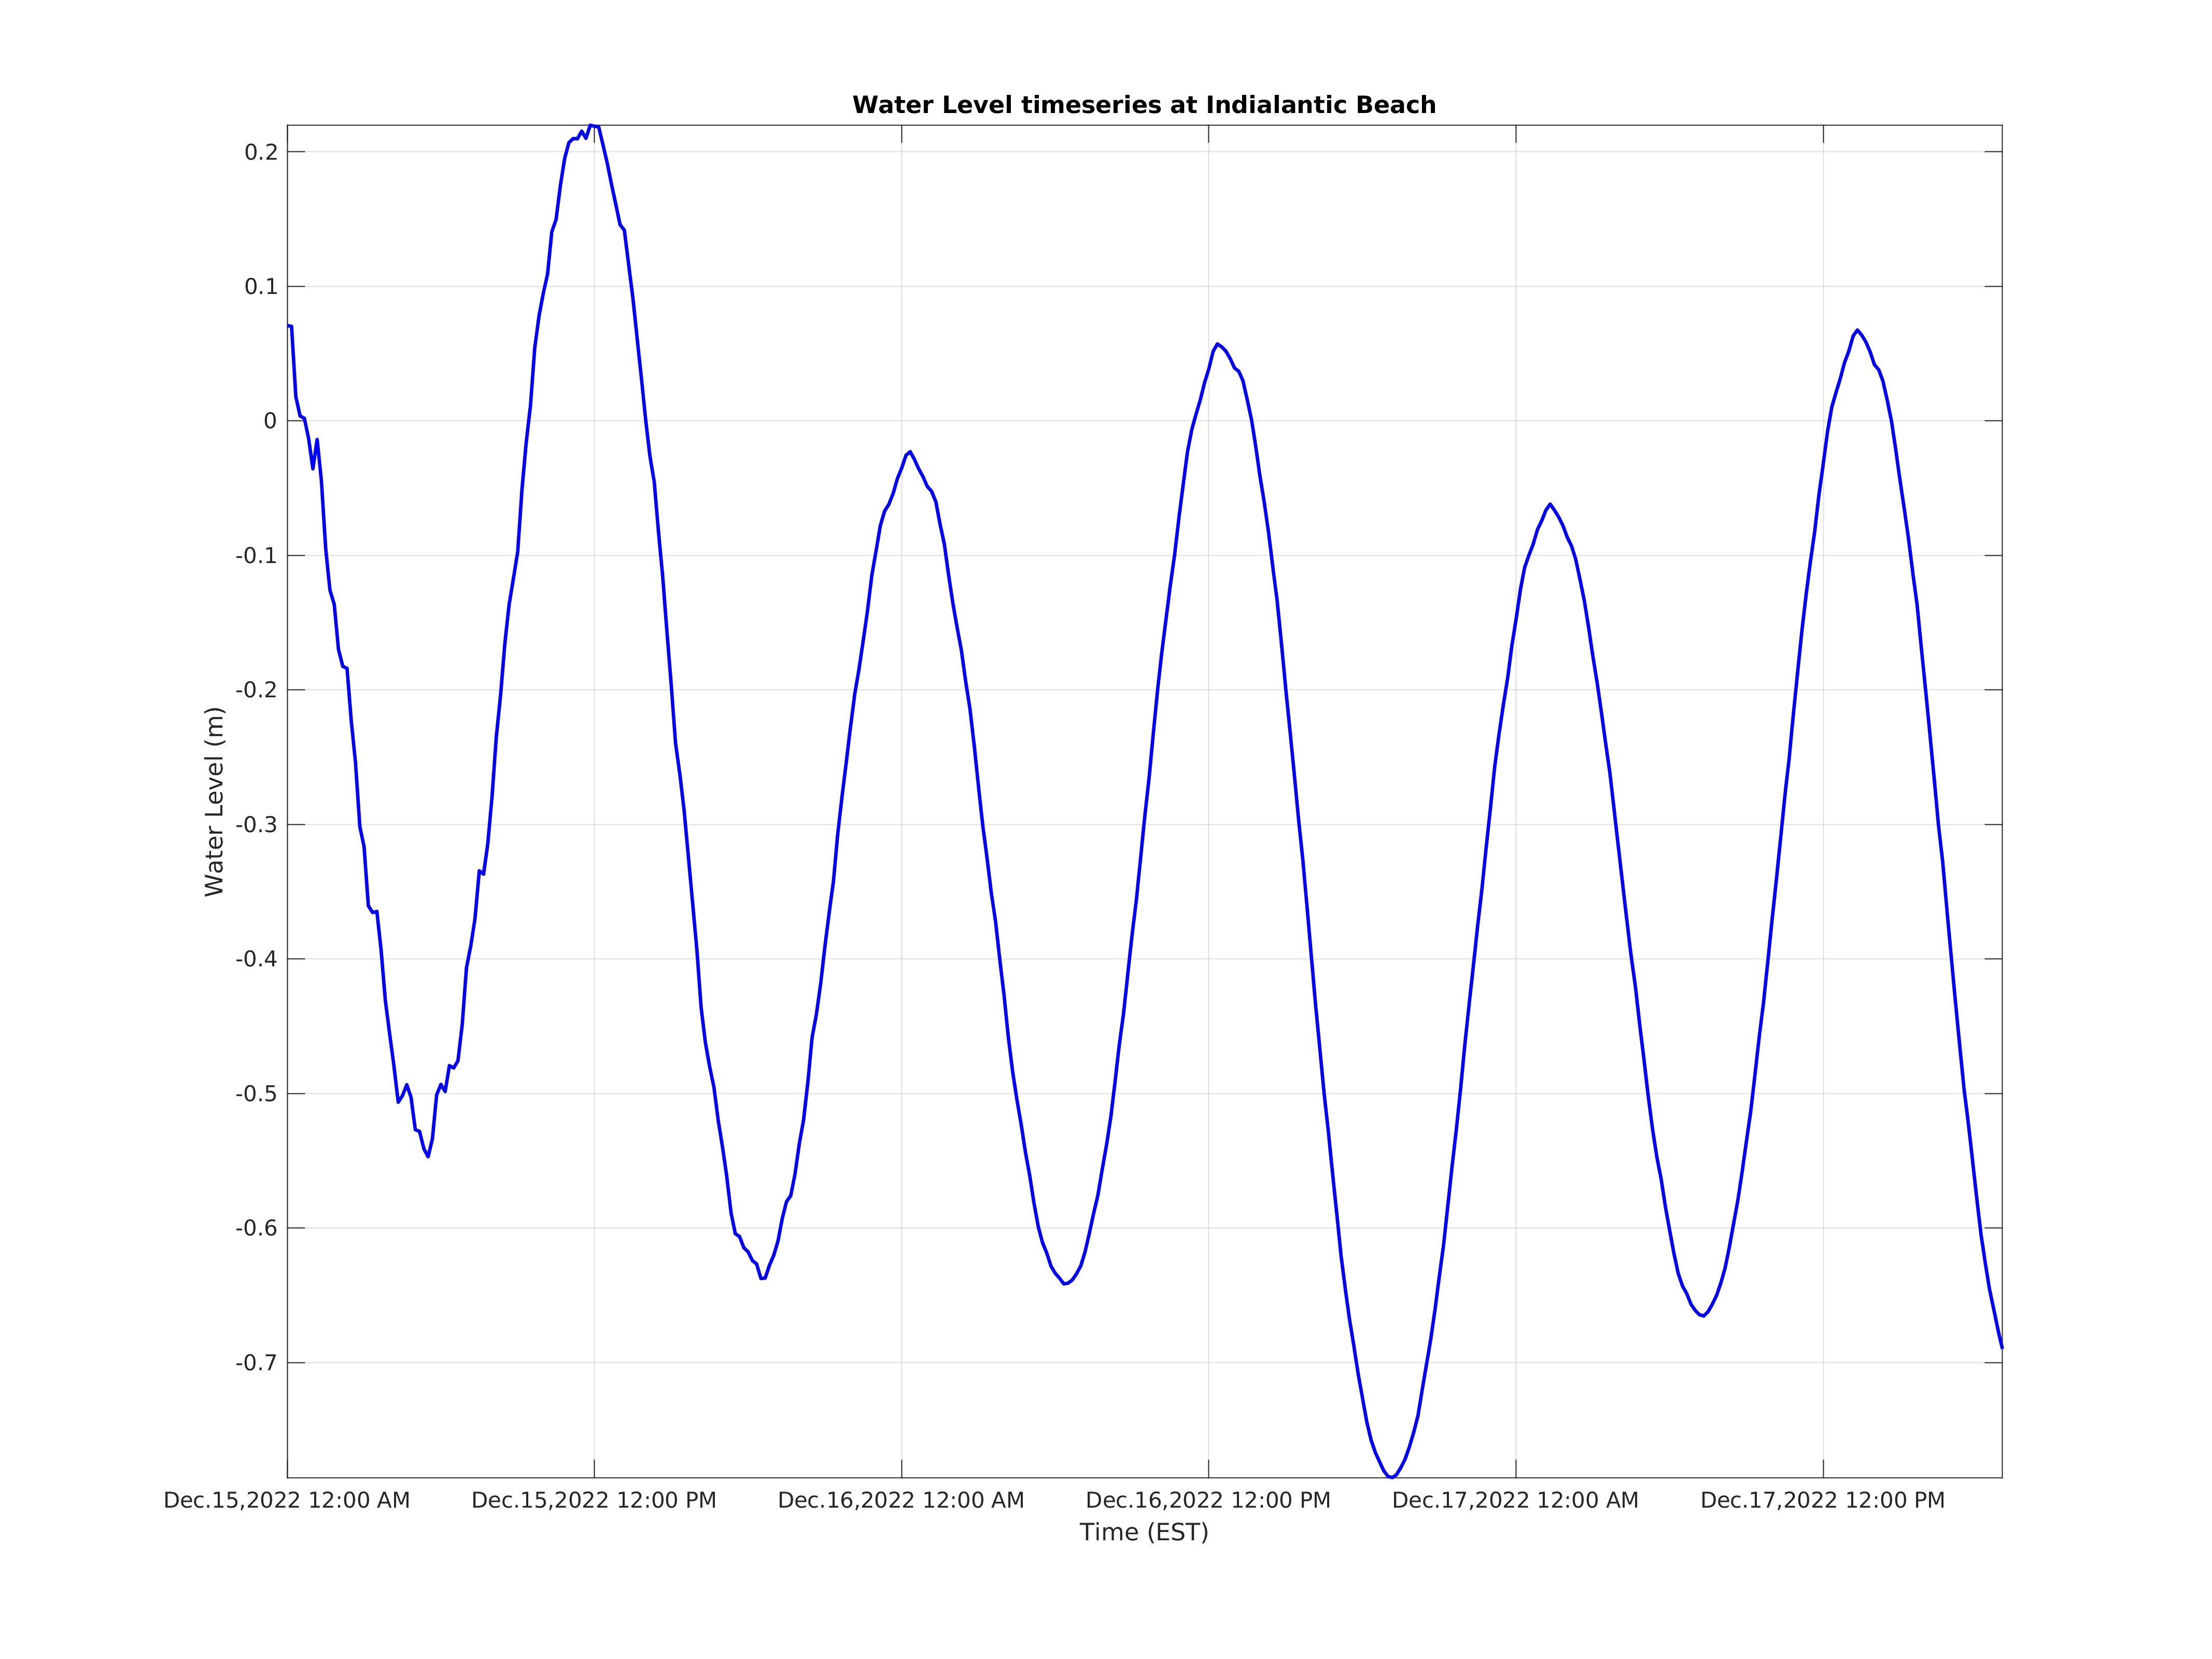 Water Level timeseries at Indialantic Beach
0.2
0.1
0
-0.1
-0.2
-0.3
-0.4
-0.5
-0.6
-0.7
Water Level (m)
Dec.15,2022 12:00 AM Dec.15,2022 12:00 PM Dec.16,2022 12:00 AM Dec.16,2022 12:00 PM Dec.17,2022 12:00 AM Dec.17,2022 12:00 PM
Time (EST)